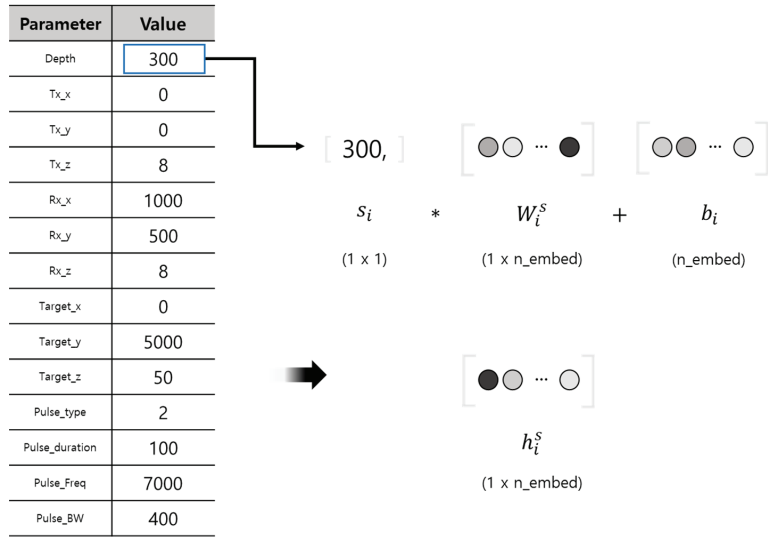 Parameter Value
Depth 300
Tx_x 0
Tx_y 0
Tx_z 8
Rx_x 1000
Rx_y 500
Rx_z 8
Target_x 0
Target_y 5000
Target_z 50
Pulse_type 2
Pulse_duration 100
Pulse_Freq 7000
Pulse_BW 400
[ 300, ] [ ··· ] [ ··· ]
s_i * W_i^s + b_i
(1 x 1) (1 x n_embed) (n_embed)
[ ··· ]
h_i^s
(1 x n_embed)